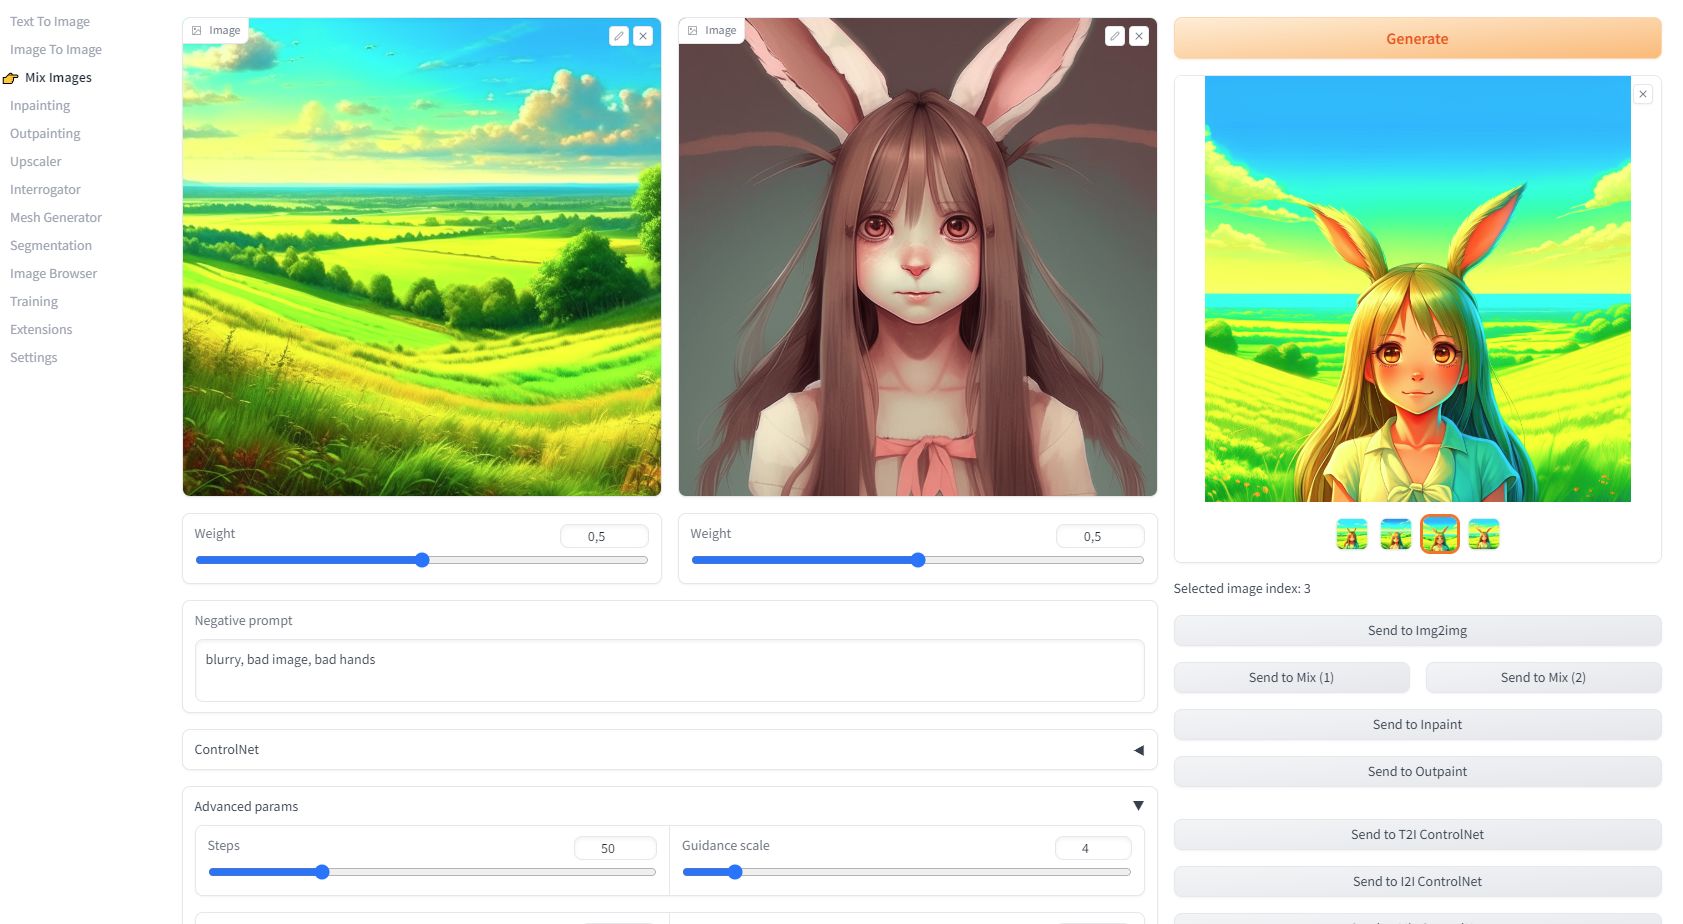 Text To Image
Image To Image
Mix Images
Inpainting
Outpainting
Upscaler
Interrogator
Mesh Generator
Segmentation
Image Browser
Training
Extensions
Settings
Image
Image
Weight
0,5
Weight
0,5
Negative prompt
blurry, bad image, bad hands
ControlNet
Advanced params
Steps
50
Guidance scale
4
Generate
Selected image index: 3
Send to Img2img
Send to Mix (1)
Send to Mix (2)
Send to Inpaint
Send to Outpaint
Send to T2I ControlNet
Send to I2I ControlNet